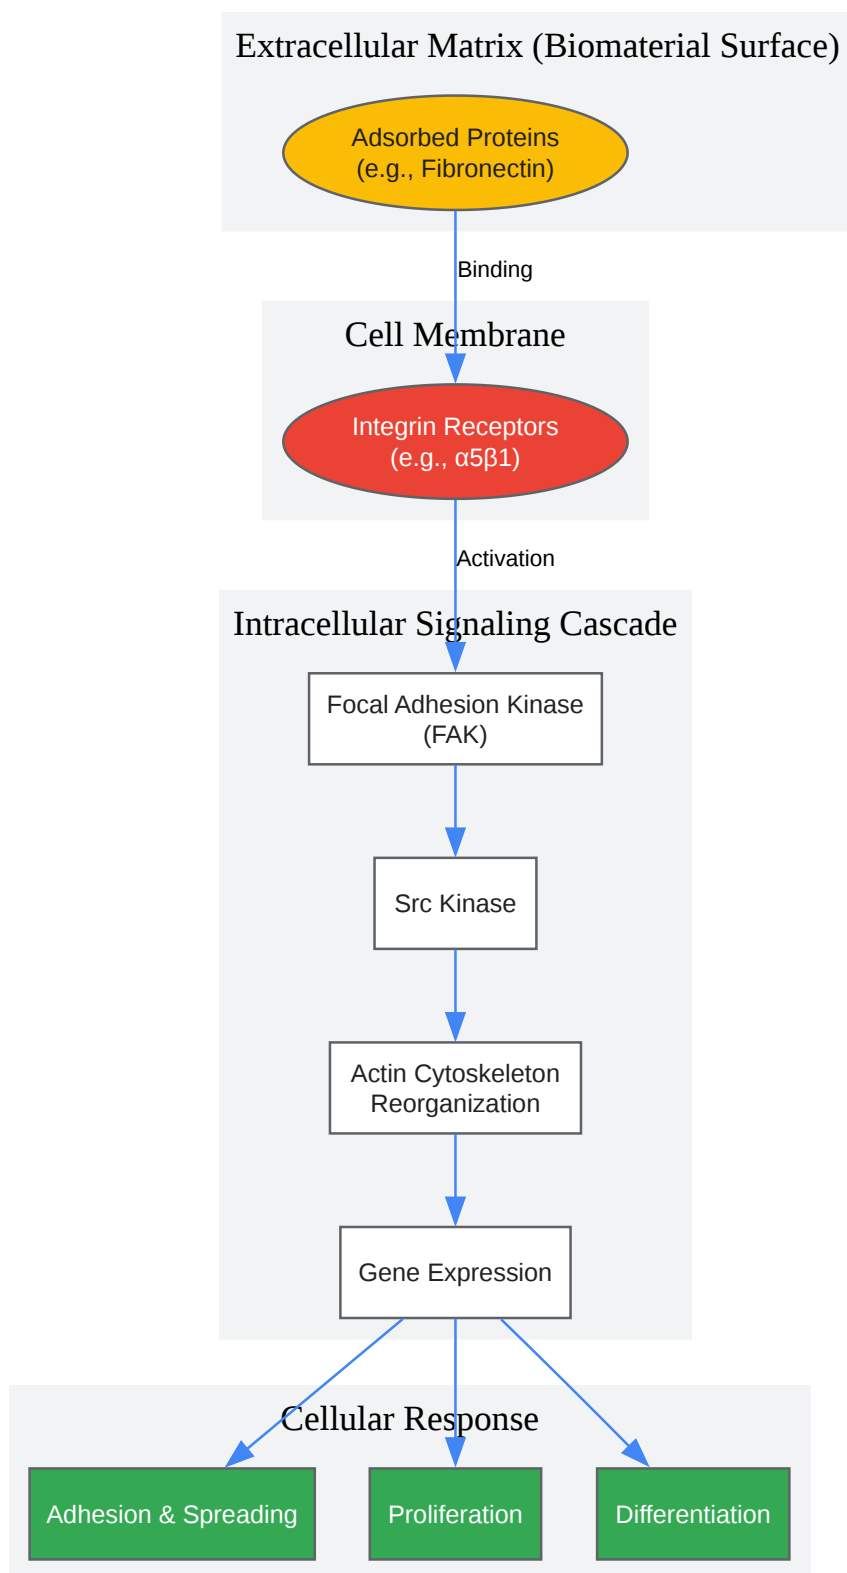 Extracellular Matrix (Biomaterial Surface)
Adsorbed Proteins
(e.g., Fibronectin)
Binding
Cell Membrane
Integrin Receptors
(e.g., α5β1)
Activation
Intracellular Signaling Cascade
Focal Adhesion Kinase
(FAK)
Src Kinase
Actin Cytoskeleton
Reorganization
Gene Expression
Cellular Response
Adhesion & Spreading
Proliferation
Differentiation